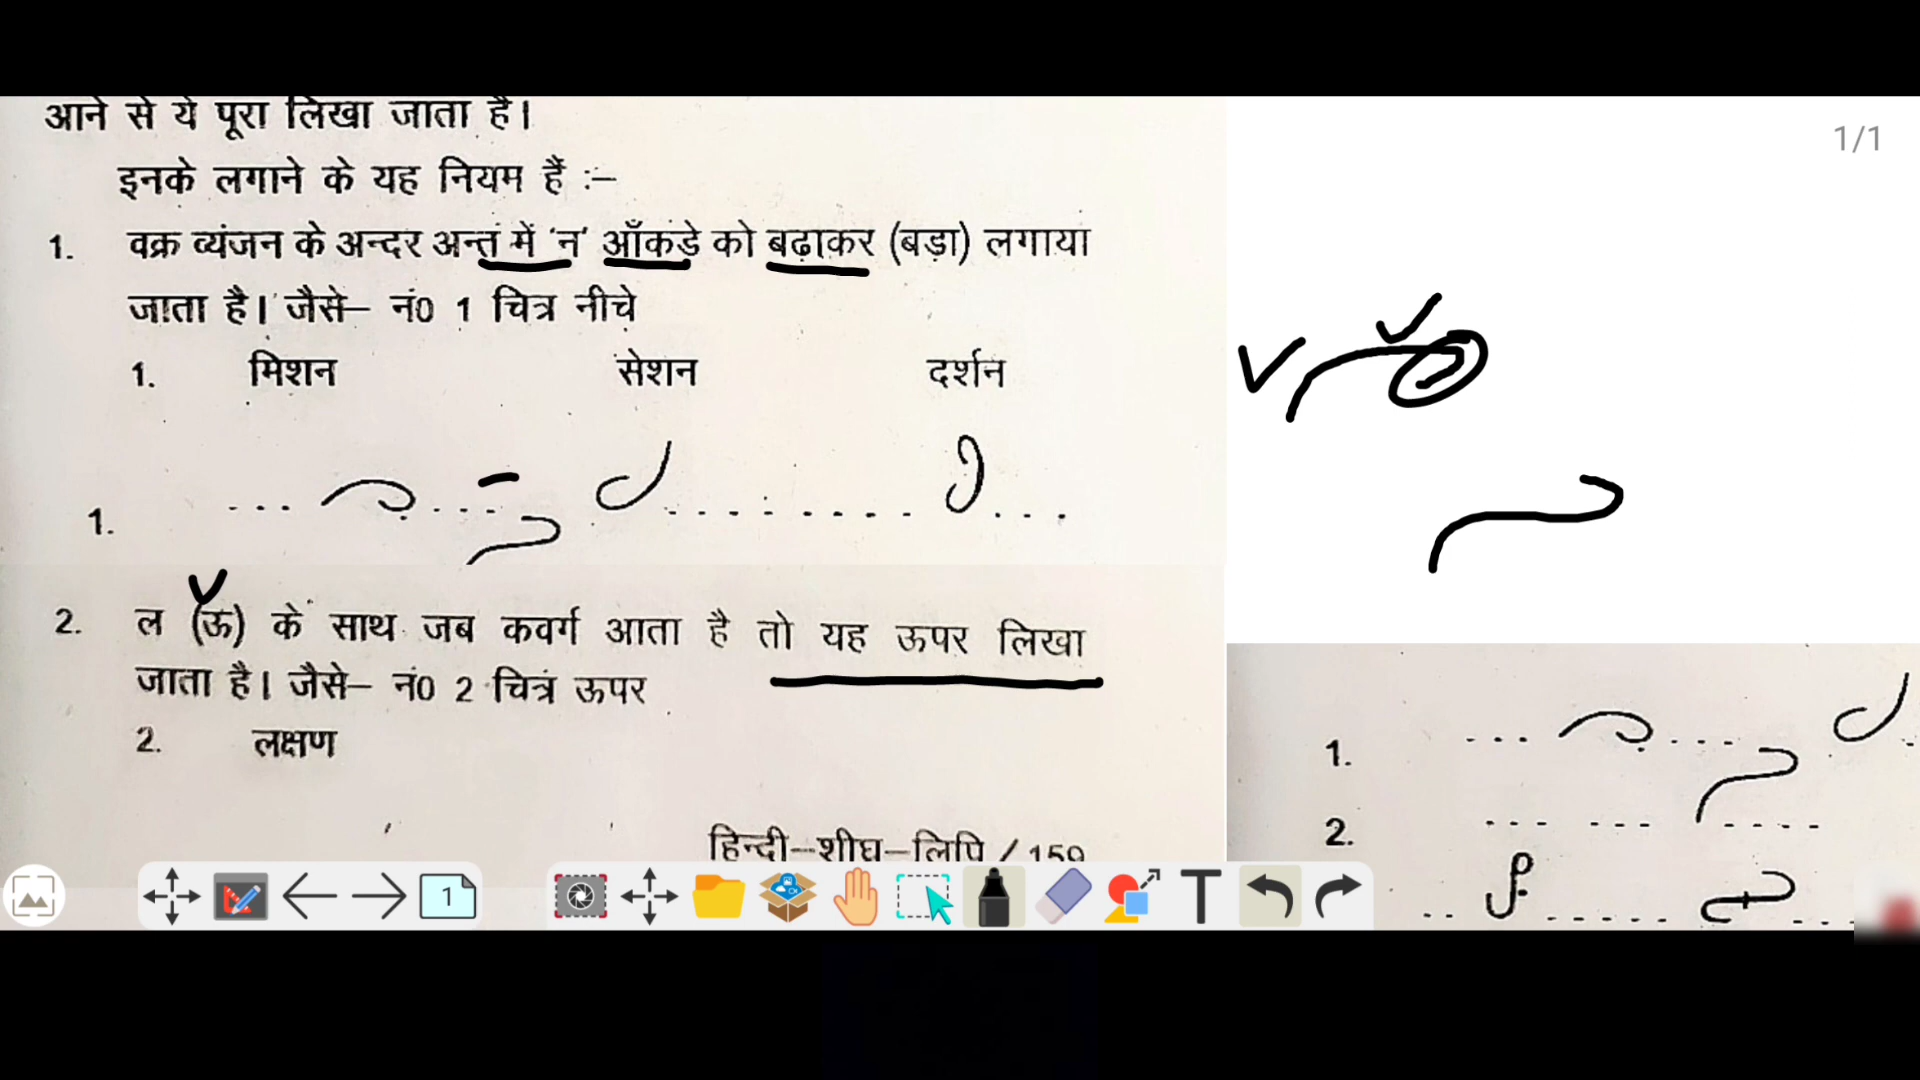 आने से ये पूरा लिखा जाता है।
इनके लगाने के यह नियम हैं :–
1. वक्र व्यंजन के अन्दर अन्त में 'न' आँकडे को बढ़ाकर (बड़ा) लगाया
जाता है। जैसे– नं0 1 चित्र नीचे
1. मिशन सेशन दर्शन
1.
2. ल (ऊ) के साथ जब कवर्ग आता है तो यह ऊपर लिखा
जाता है। जैसे– नं0 2 चित्रं ऊपर
2. लक्षण
हिन्दी–शीघ्र–लिपि / 159
1/1
1.
2.
1
T